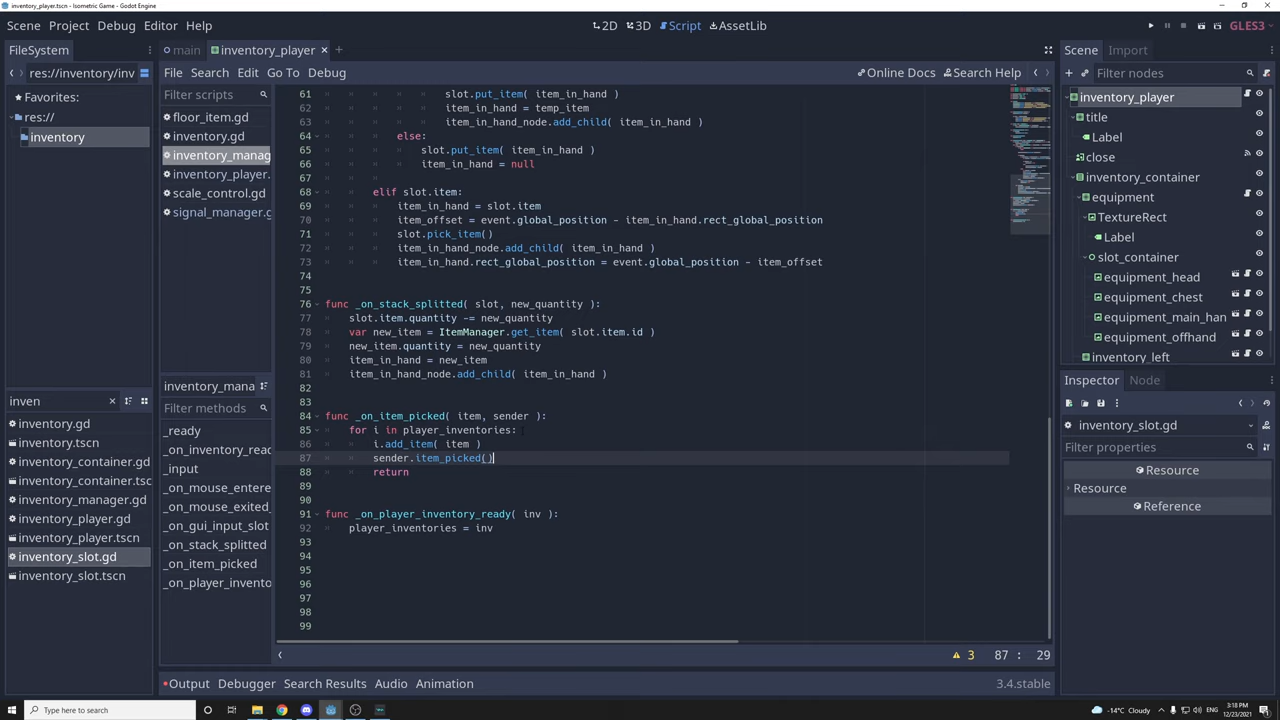 inventory_player.tscn - Isometric Game - Godot Engine
Scene Project Debug Editor Help
2D 3D Script AssetLib
GLES3
FileSystem
res://inventory/inv
Favorites:
res://
inventory
inven
inventory.gd
inventory.tscn
inventory_container.gd
inventory_container.tsc
inventory_manager.gd
inventory_player.gd
inventory_player.tscn
inventory_slot.gd
inventory_slot.tscn
main
inventory_player
File Search Edit Go To Debug
Online Docs Search Help
Filter scripts
floor_item.gd
inventory.gd
inventory_manag
inventory_player.
scale_control.gd
signal_manager.g
inventory_mana
Filter methods
_ready
_on_inventory_rea
_input
_on_mouse_entere
_on_mouse_exited_
_on_gui_input_slot
_on_stack_splitted
_on_item_picked
_on_player_invento
61 slot.put_item( item_in_hand )
62 item_in_hand = temp_item
63 item_in_hand_node.add_child( item_in_hand )
64 else:
65 slot.put_item( item_in_hand )
66 item_in_hand = null
67
68 elif slot.item:
69 item_in_hand = slot.item
70 item_offset = event.global_position - item_in_hand.rect_global_position
71 slot.pick_item()
72 item_in_hand_node.add_child( item_in_hand )
73 item_in_hand.rect_global_position = event.global_position - item_offset
74
75
76 func _on_stack_splitted( slot, new_quantity ):
77 slot.item.quantity -= new_quantity
78 var new_item = ItemManager.get_item( slot.item.id )
79 new_item.quantity = new_quantity
80 item_in_hand = new_item
81 item_in_hand_node.add_child( item_in_hand )
82
83
84 func _on_item_picked( item, sender ):
85 for i in player_inventories:
86 i.add_item( item )
87 sender.item_picked()
88 return
89
90
91 func _on_player_inventory_ready( inv ):
92 player_inventories = inv
93
94
95
96
97
98
99
3 87 : 29
Output Debugger Search Results Audio Animation
3.4.stable
Scene Import
Filter nodes
inventory_player
title
Label
close
inventory_container
equipment
TextureRect
Label
slot_container
equipment_head
equipment_chest
equipment_main_han
equipment_offhand
inventory_left
Inspector Node
inventory_slot.gd
Filter properties
Resource
Resource
Reference
Type here to search
-14°C Cloudy
ENG
3:18 PM
12/23/2021